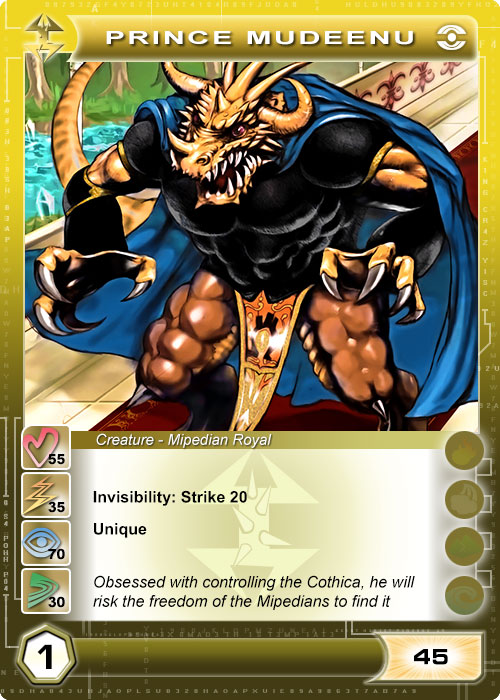 PRINCE MUDEENU
Creature - Mipedian Royal
55
35
70
30
Invisibility: Strike 20
Unique
Obsessed with controlling the Cothica, he will
risk the freedom of the Mipedians to find it
1
45